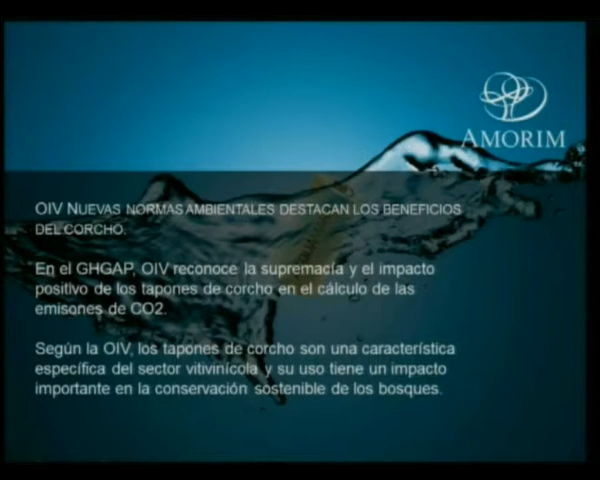 AMORIM
OIV NUEVAS NORMAS AMBIENTALES DESTACAN LOS BENEFICIOS
DEL CORCHO.
En el GHGAP, OIV reconoce la supremacía y el impacto
positivo de los tapones de corcho en el cálculo de las
emisones de CO2.
Según la OIV, los tapones de corcho son una característica
específica del sector vitivinícola y su uso tiene un impacto
importante en la conservación sostenible de los bosques.